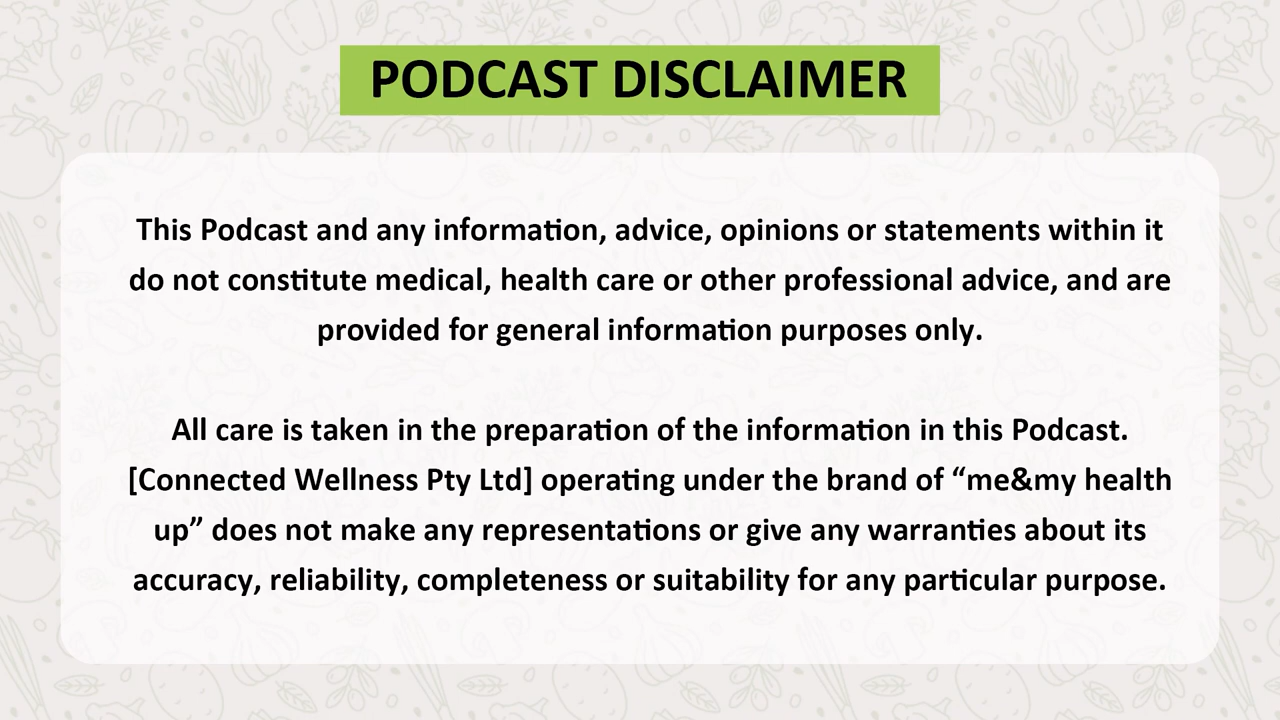 PODCAST DISCLAIMER
This Podcast and any information, advice, opinions or statements within it
do not constitute medical, health care or other professional advice, and are
provided for general information purposes only.
All care is taken in the preparation of the information in this Podcast.
[Connected Wellness Pty Ltd] operating under the brand of “me&my health
up” does not make any representations or give any warranties about its
accuracy, reliability, completeness or suitability for any particular purpose.